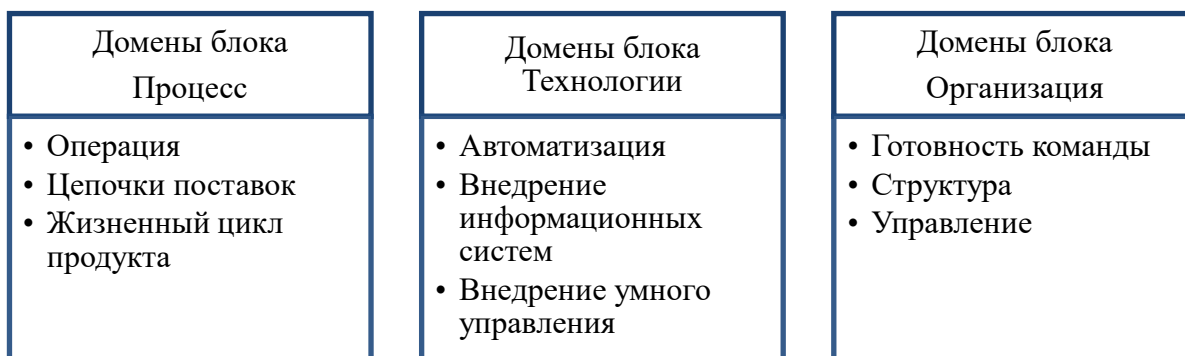 Домены блока
Процесс
• Операция
• Цепочки поставок
• Жизненный цикл
продукта
Домены блока
Технологии
• Автоматизация
• Внедрение
информационных
систем
• Внедрение умного
управления
Домены блока
Организация
• Готовность команды
• Структура
• Управление